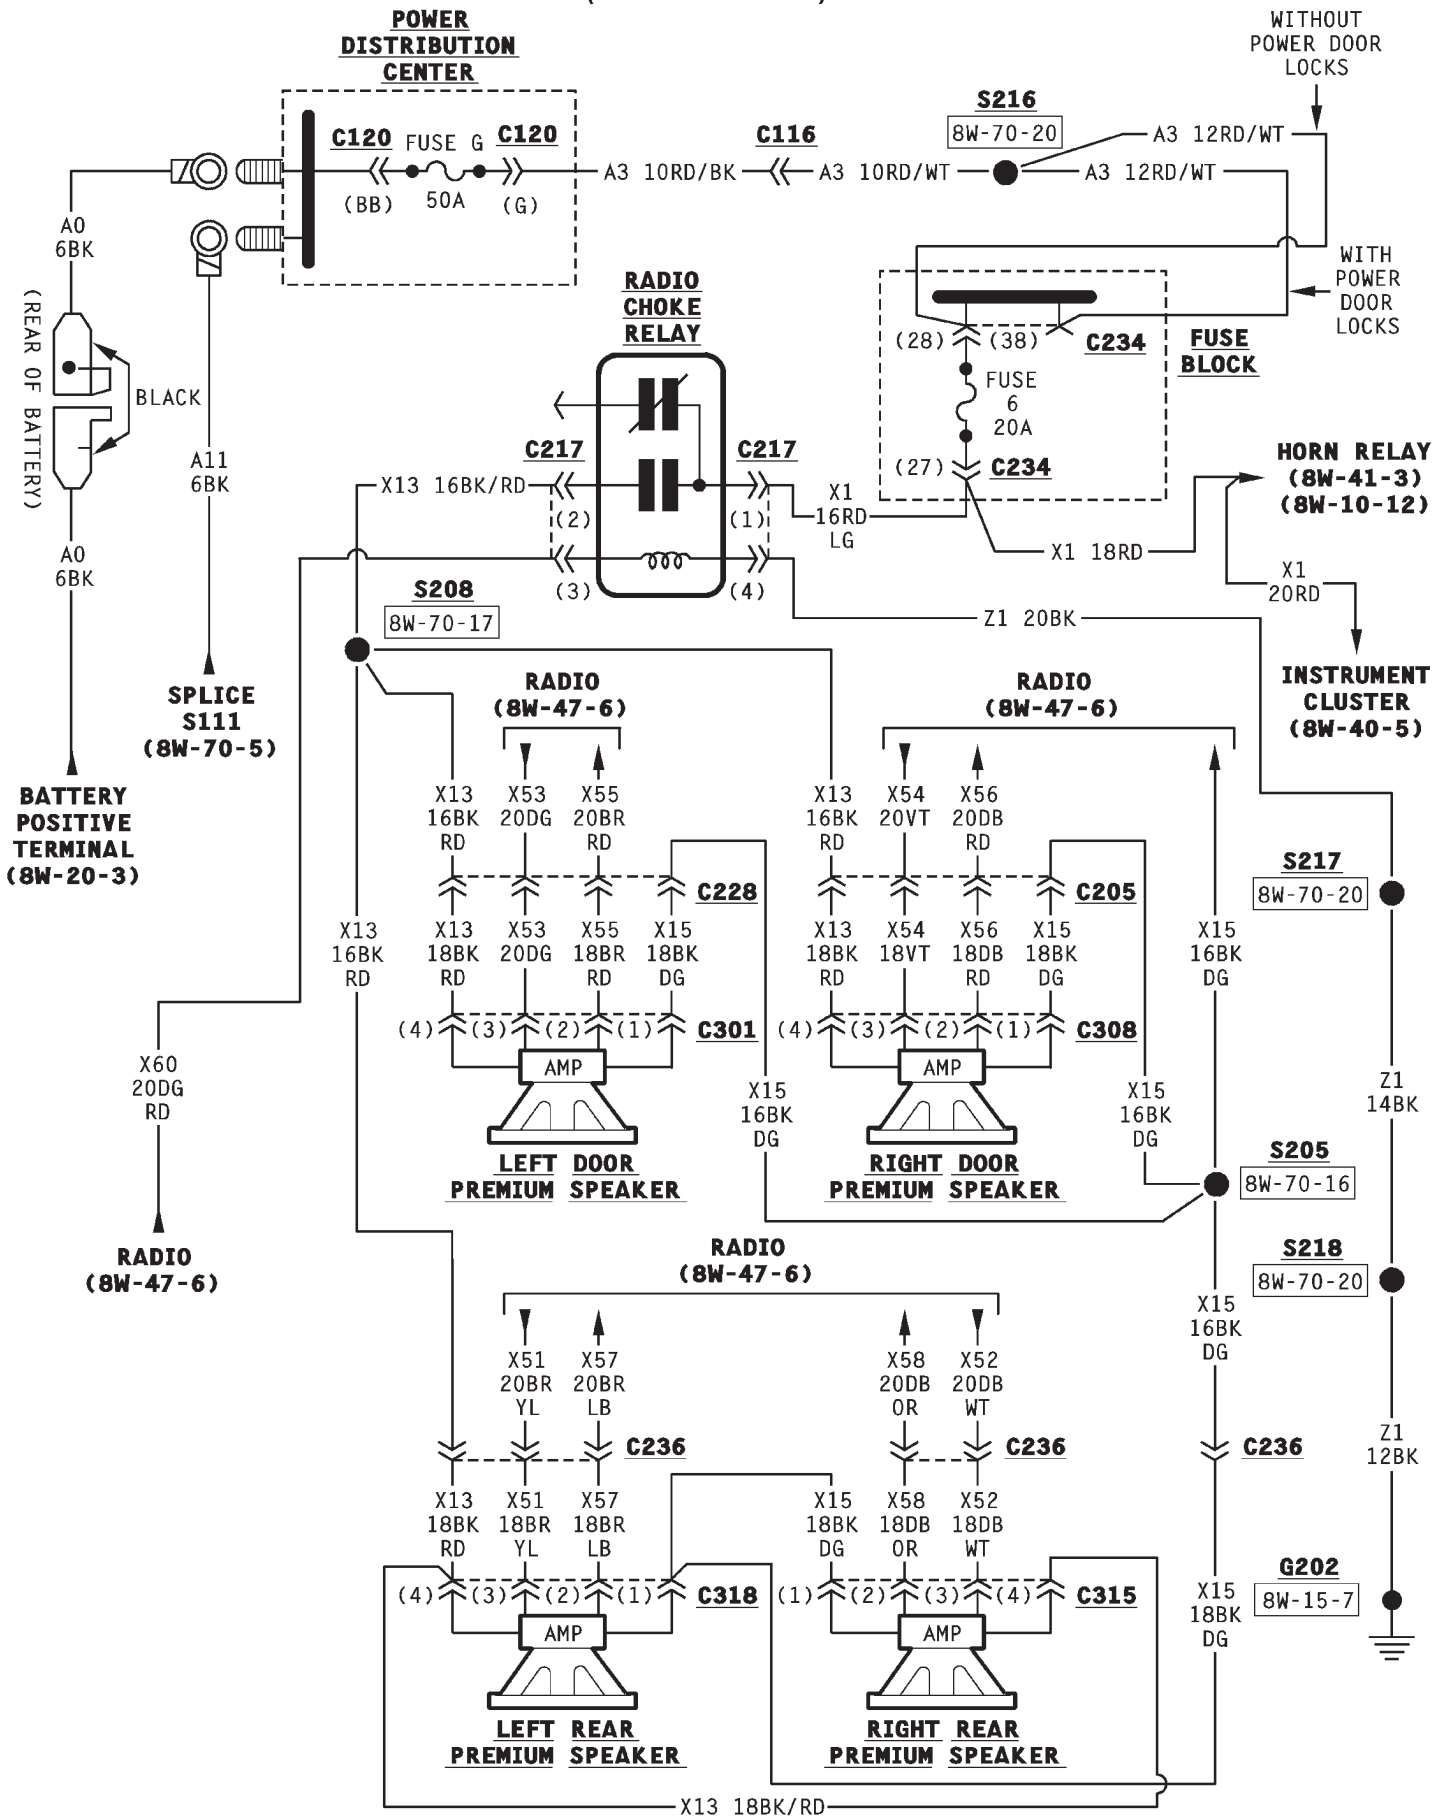 POWER
DISTRIBUTION
CENTER
WITHOUT
POWER DOOR
LOCKS
S216
8W-70-20
C120
FUSE G
C120
C116
A3 12RD/WT
A3 10RD/BK
A3 10RD/WT
A3 12RD/WT
(BB)
50A
(G)
A0
6BK
WITH
POWER
DOOR
LOCKS
RADIO
CHOKE
RELAY
(REAR OF BATTERY)
BLACK
(28)
(38)
C234
FUSE
BLOCK
FUSE
6
20A
(27)
C234
C217
C217
A11
6BK
HORN RELAY
(8W-41-3)
(8W-10-12)
X13 16BK/RD
(2)
(1)
X1
16RD
LG
X1 18RD
A0
6BK
X1
20RD
(3)
(4)
S208
8W-70-17
Z1 20BK
SPLICE
S111
(8W-70-5)
RADIO
(8W-47-6)
RADIO
(8W-47-6)
INSTRUMENT
CLUSTER
(8W-40-5)
BATTERY
POSITIVE
TERMINAL
(8W-20-3)
X13
16BK
RD
X53
20DG
X55
20BR
RD
X13
16BK
RD
X54
20VT
X56
20DB
RD
C228
C205
S217
8W-70-20
X13
16BK
RD
X13
18BK
RD
X53
20DG
X55
18BR
RD
X15
18BK
DG
X13
18BK
RD
X54
18VT
X56
18DB
RD
X15
18BK
DG
X15
16BK
DG
(4)
(3)
(2)
(1)
C301
(4)
(3)
(2)
(1)
C308
AMP
AMP
X60
20DG
RD
X15
16BK
DG
X15
16BK
DG
Z1
14BK
LEFT DOOR
PREMIUM SPEAKER
RIGHT DOOR
PREMIUM SPEAKER
S205
8W-70-16
RADIO
(8W-47-6)
RADIO
(8W-47-6)
S218
8W-70-20
X15
16BK
DG
X51
20BR
YL
X57
20BR
LB
X58
20DB
OR
X52
20DB
WT
C236
C236
C236
Z1
12BK
X13
18BK
RD
X51
18BR
YL
X57
18BR
LB
X15
18BK
DG
X58
18DB
OR
X52
18DB
WT
(4)
(3)
(2)
(1)
C318
(1)
(2)
(3)
(4)
C315
G202
8W-15-7
X15
18BK
DG
AMP
AMP
LEFT REAR
PREMIUM SPEAKER
RIGHT REAR
PREMIUM SPEAKER
X13 18BK/RD